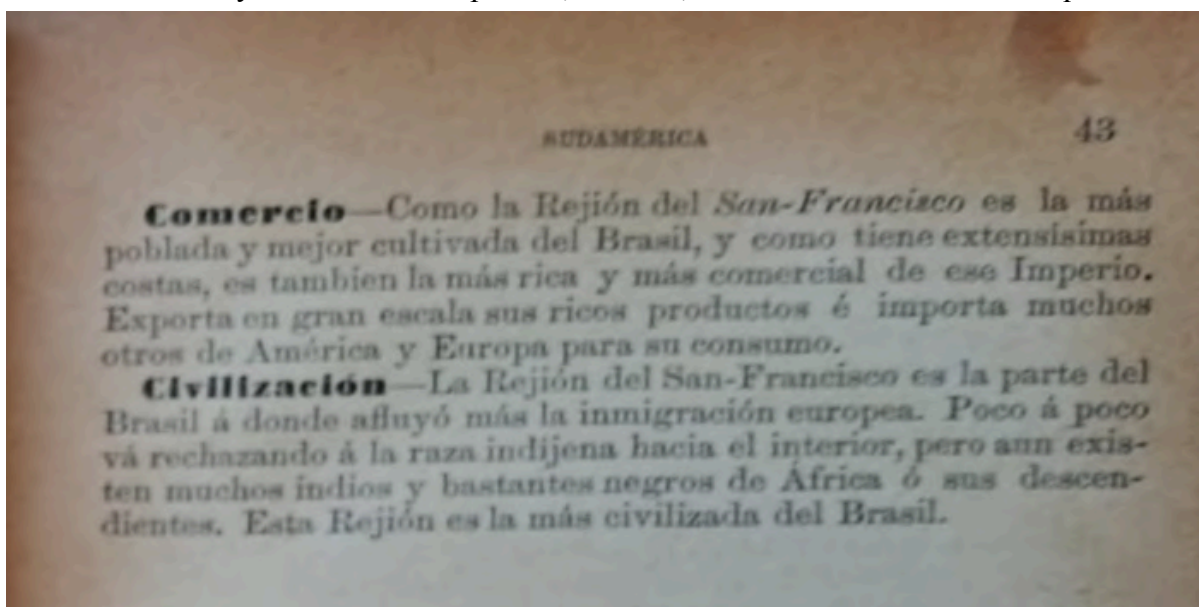 SUDAMÉRICA 43
Comercio—Como la Rejión del San-Francisco es la más
poblada y mejor cultivada del Brasil, y como tiene extensísimas
costas, es tambien la más rica y más comercial de ese Imperio.
Exporta en gran escala sus ricos productos é importa muchos
otros de América y Europa para su consumo.
Civilización—La Rejión del San-Francisco es la parte del
Brasil á donde afluyó más la inmigración europea. Poco á poco
vá rechazando á la raza indijena hacia el interior, pero aun exis-
ten muchos indios y bastantes negros de África ó sus descen-
dientes. Esta Rejión es la más civilizada del Brasil.